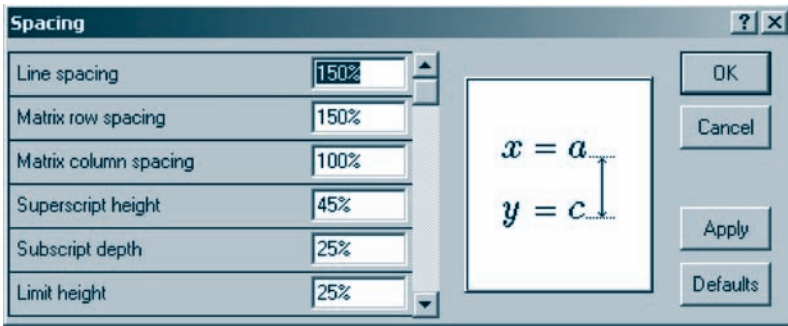 Spacing
Line spacing 150%
Matrix row spacing 150%
Matrix column spacing 100%
Superscript height 45%
Subscript depth 25%
Limit height 25%
x = a
y = c
OK
Cancel
Apply
Defaults